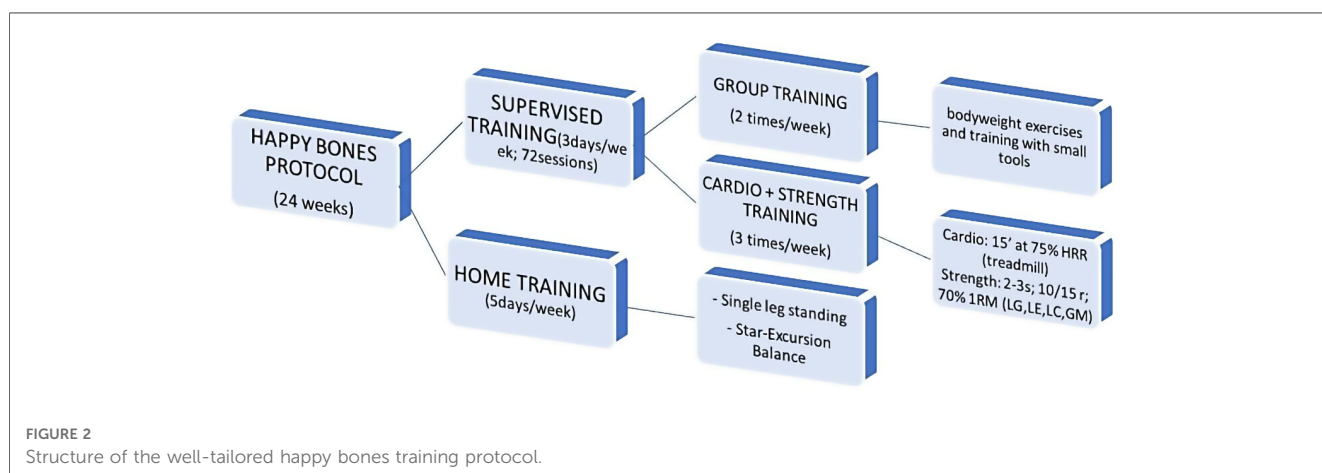 HAPPY BONES
PROTOCOL
(24 weeks)
SUPERVISED
TRAINING(3days/we
ek; 72sessions)
GROUP TRAINING
(2 times/week)
bodyweight exercises
and training with small
tools
CARDIO + STRENGTH
TRAINING
(3 times/week)
Cardio: 15’ at 75% HRR
(treadmill)
Strength: 2-3s; 10/15 r;
70% 1RM (LG,LE,LC,GM)
HOME TRAINING
(5days/week)
- Single leg standing
- Star-Excursion
Balance
FIGURE 2
Structure of the well-tailored happy bones training protocol.